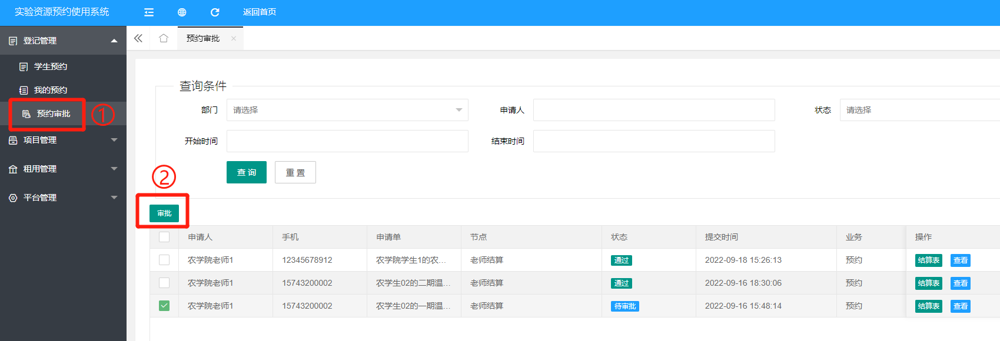 实验资源预约使用系统
返回首页
登记管理
预约审批
学生预约
我的预约
预约审批
①
项目管理
租用管理
平台管理
查询条件
部门 请选择 申请人 状态 请选择
开始时间 结束时间
查询 重置
②
审批
申请人 手机 申请单 节点 状态 提交时间 业务 操作
农学院老师1 12345678912 农学院学生1的农... 老师结算 通过 2022-09-18 15:26:13 预约 结算表 查看
农学院老师1 15743200002 农学生02的二期温... 老师结算 通过 2022-09-16 18:30:06 预约 结算表 查看
农学院老师1 15743200002 农学生02的一期温... 老师结算 待审批 2022-09-16 15:48:14 预约 结算表 查看